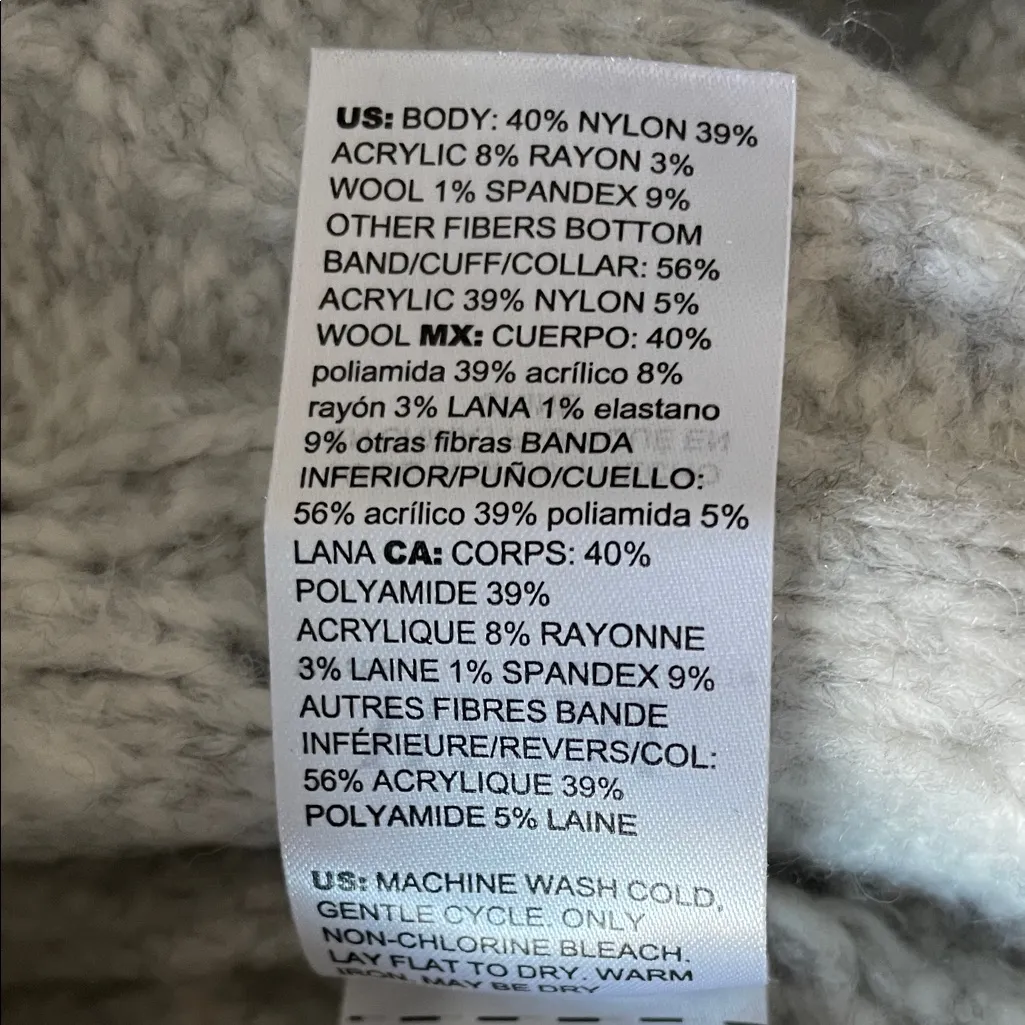 US: BODY: 40% NYLON 39%
ACRYLIC 8% RAYON 3%
WOOL 1% SPANDEX 9%
OTHER FIBERS BOTTOM
BAND/CUFF/COLLAR: 56%
ACRYLIC 39% NYLON 5%
WOOL MX: CUERPO: 40%
poliamida 39% acrílico 8%
rayón 3% LANA 1% elastano
9% otras fibras BANDA
INFERIOR/PUÑO/CUELLO:
56% acrílico 39% poliamida 5%
LANA CA: CORPS: 40%
POLYAMIDE 39%
ACRYLIQUE 8% RAYONNE
3% LAINE 1% SPANDEX 9%
AUTRES FIBRES BANDE
INFÉRIEURE/REVERS/COL:
56% ACRYLIQUE 39%
POLYAMIDE 5% LAINE
US: MACHINE WASH COLD,
GENTLE CYCLE. ONLY
NON-CHLORINE BLEACH.
LAY FLAT TO DRY. WARM
IRON. MAY BE DRY